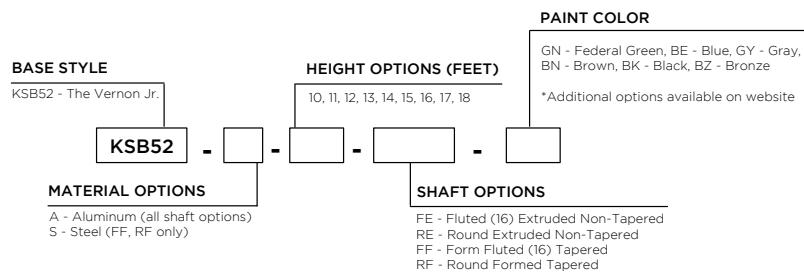 PAINT COLOR
GN - Federal Green, BE - Blue, GY - Gray,
BN - Brown, BK - Black, BZ - Bronze
*Additional options available on website
BASE STYLE
KSB52 - The Vernon Jr.
HEIGHT OPTIONS (FEET)
10, 11, 12, 13, 14, 15, 16, 17, 18
KSB52 - - - -
MATERIAL OPTIONS
A - Aluminum (all shaft options)
S - Steel (FF, RF only)
SHAFT OPTIONS
FE - Fluted (16) Extruded Non-Tapered
RE - Round Extruded Non-Tapered
FF - Form Fluted (16) Tapered
RF - Round Formed Tapered